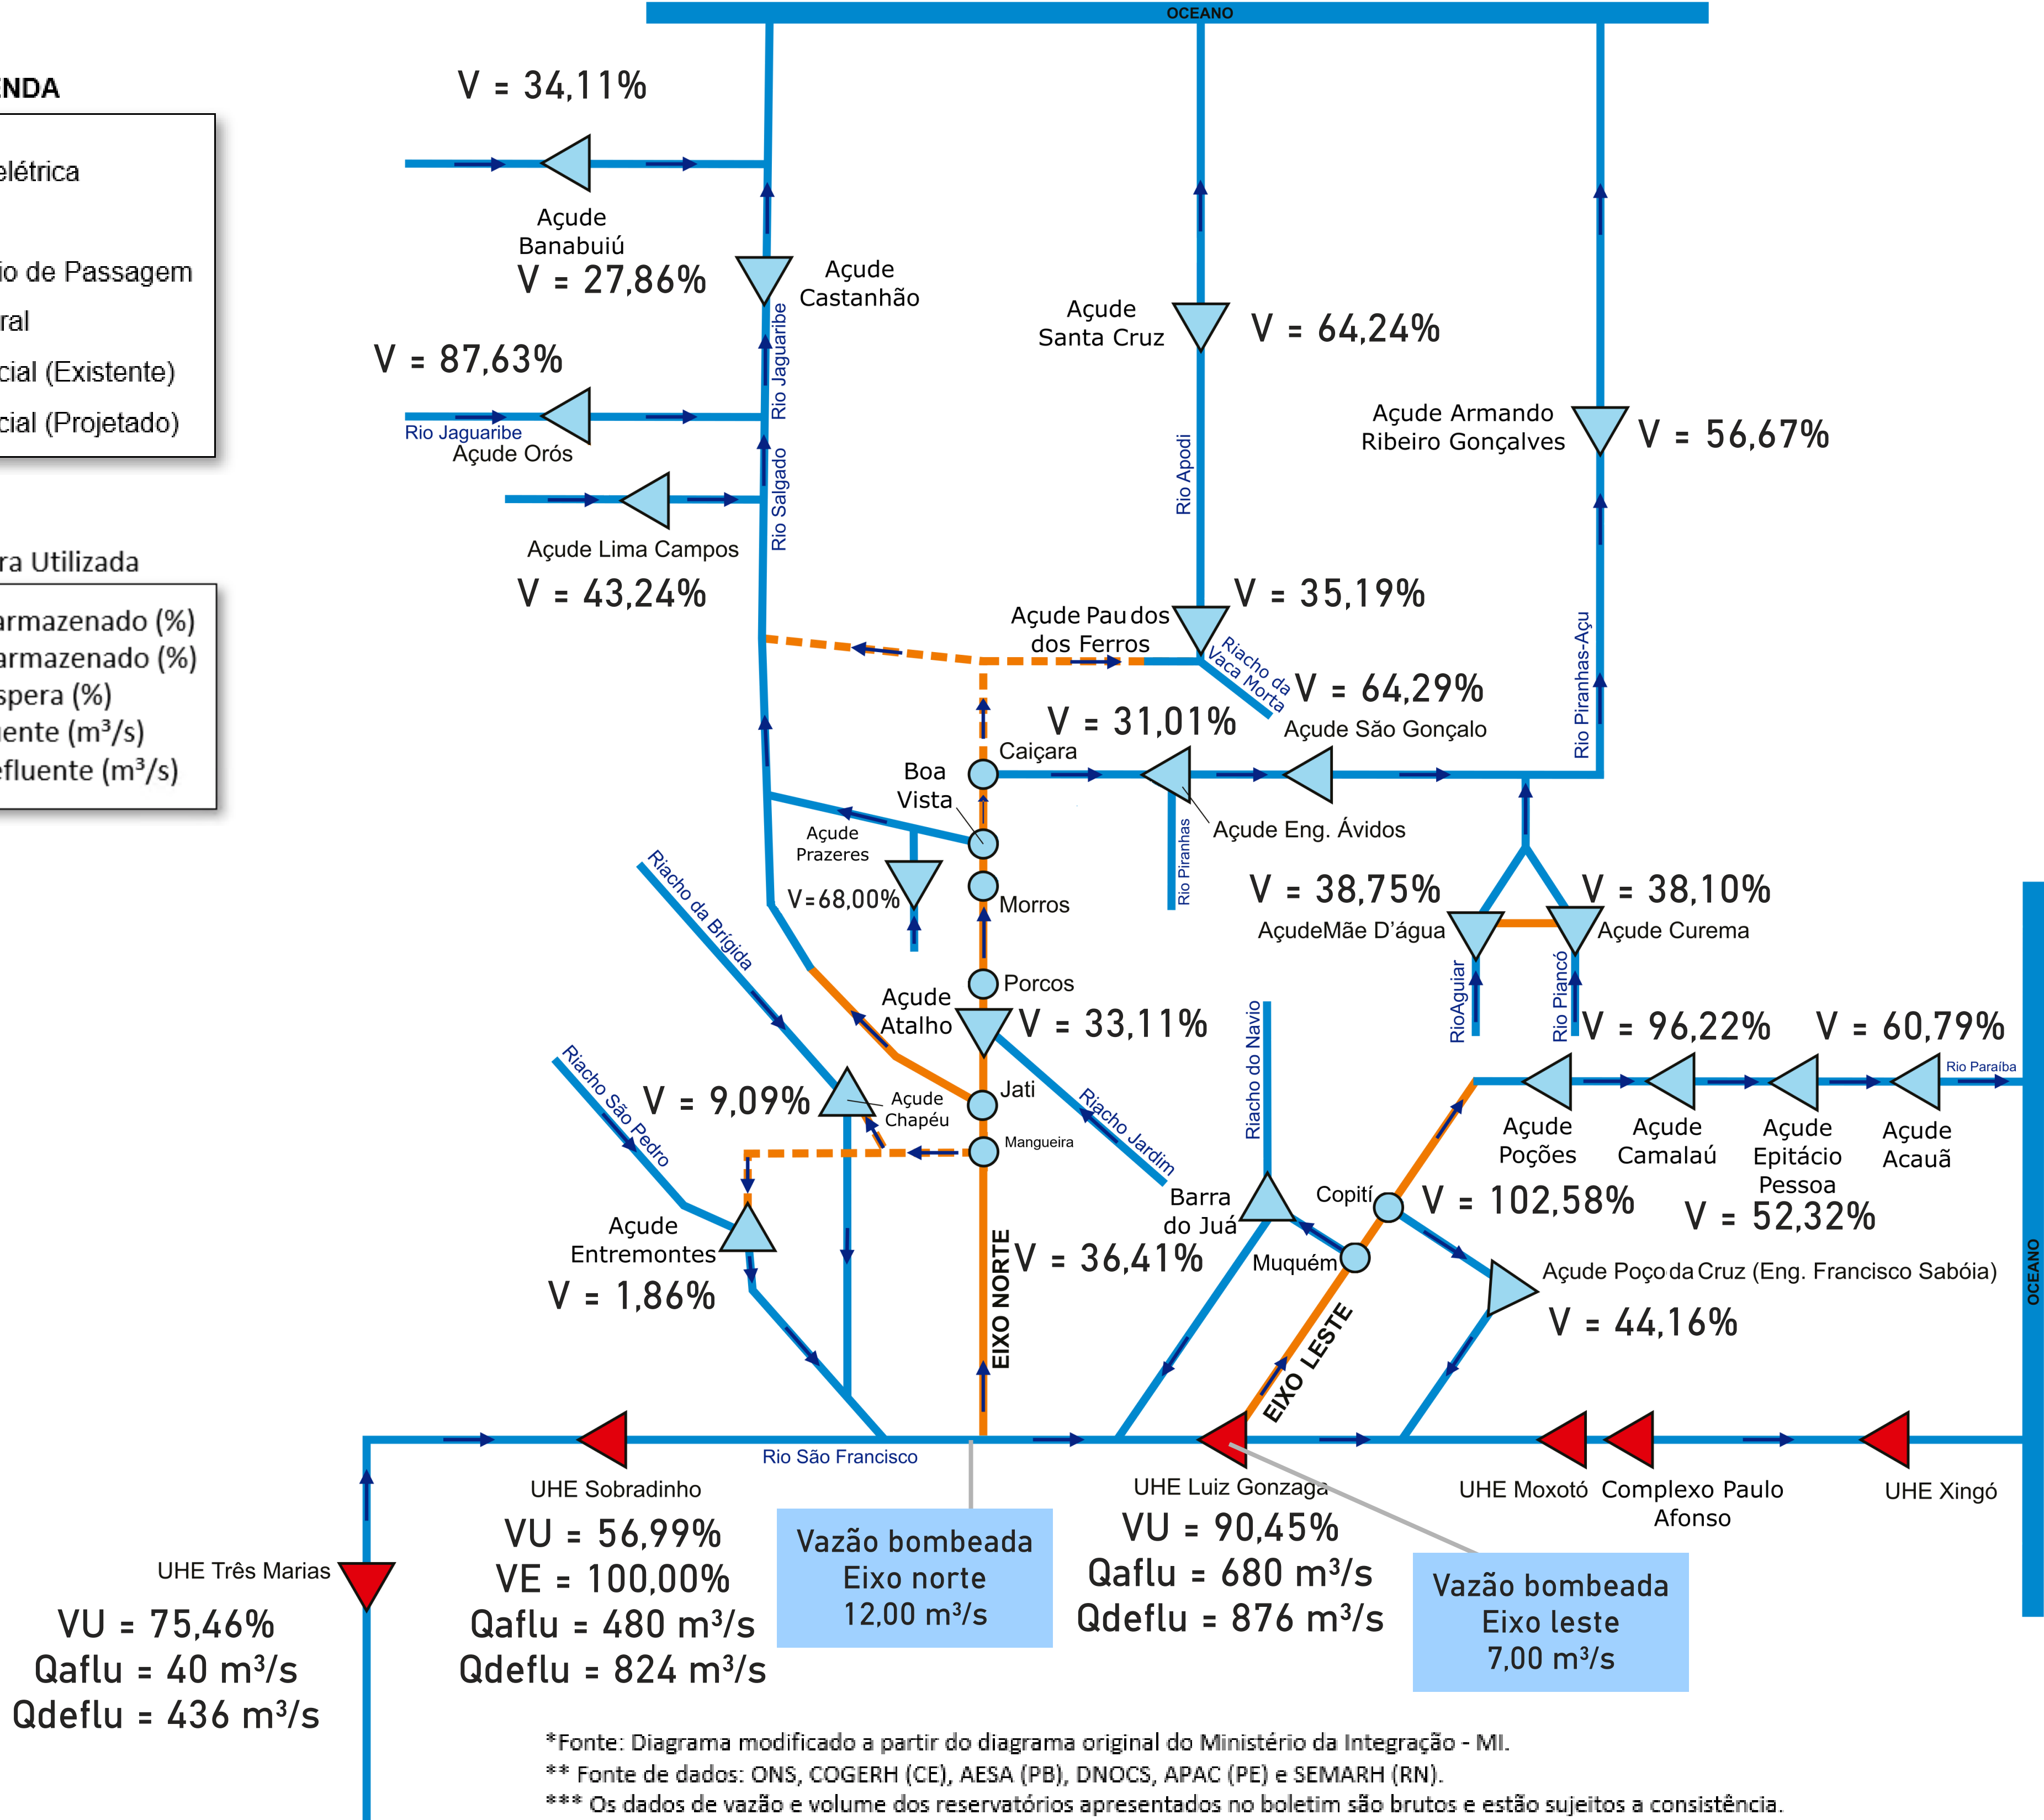 OCEANO
V = 34,11%
ENDA
elétrica
io de Passagem
ral
cial (Existente)
cial (Projetado)
Açude
Banabuiú
V = 27,86%
Açude
Castanhão
Rio Jaguaribe
Açude
Santa Cruz
V = 64,24%
V = 87,63%
Rio Jaguaribe
Açude Orós
Açude Armando
Ribeiro Gonçalves
V = 56,67%
Rio Salgado
Rio Apodi
Açude Lima Campos
V = 43,24%
ra Utilizada
armazenado (%)
armazenado (%)
spera (%)
uente (m³/s)
efluente (m³/s)
Açude Pau dos
dos Ferros
V = 35,19%
Riacho da
Vaca Morta
Rio Piranhas-Açu
V = 64,29%
Açude São Gonçalo
V = 31,01%
Caiçara
Boa
Vista
Açude Eng. Ávidos
Rio Piranhas
Açude
Prazeres
V=68,00%
Morros
Riacho da Brígida
V = 38,75%
AçudeMãe D'água
V = 38,10%
Açude Curema
RioAguiar
Rio Piancó
Porcos
Açude
Atalho
V = 33,11%
Riacho do Navio
V = 96,22%
V = 60,79%
Rio Paraíba
Riacho São Pedro
V = 9,09%
Açude
Chapéu
Jati
Mangueira
Riacho Jardim
Açude
Poções
Açude
Camalaú
Açude
Epitácio
Pessoa
Açude
Acauã
Barra
do Juá
Copití
V = 102,58%
V = 52,32%
Açude
Entremontes
V = 1,86%
EIXO NORTE
V = 36,41%
Muquém
Açude Poço da Cruz (Eng. Francisco Sabóia)
V = 44,16%
EIXO LESTE
OCEANO
Rio São Francisco
UHE Sobradinho
VU = 56,99%
VE = 100,00%
Qaflu = 480 m³/s
Qdeflu = 824 m³/s
Vazão bombeada
Eixo norte
12,00 m³/s
UHE Luiz Gonzaga
VU = 90,45%
Qaflu = 680 m³/s
Qdeflu = 876 m³/s
Vazão bombeada
Eixo leste
7,00 m³/s
UHE Moxotó
Complexo Paulo
Afonso
UHE Xingó
UHE Três Marias
VU = 75,46%
Qaflu = 40 m³/s
Qdeflu = 436 m³/s
*Fonte: Diagrama modificado a partir do diagrama original do Ministério da Integração - MI.
** Fonte de dados: ONS, COGERH (CE), AESA (PB), DNOCS, APAC (PE) e SEMARH (RN).
*** Os dados de vazão e volume dos reservatórios apresentados no boletim são brutos e estão sujeitos a consistência.